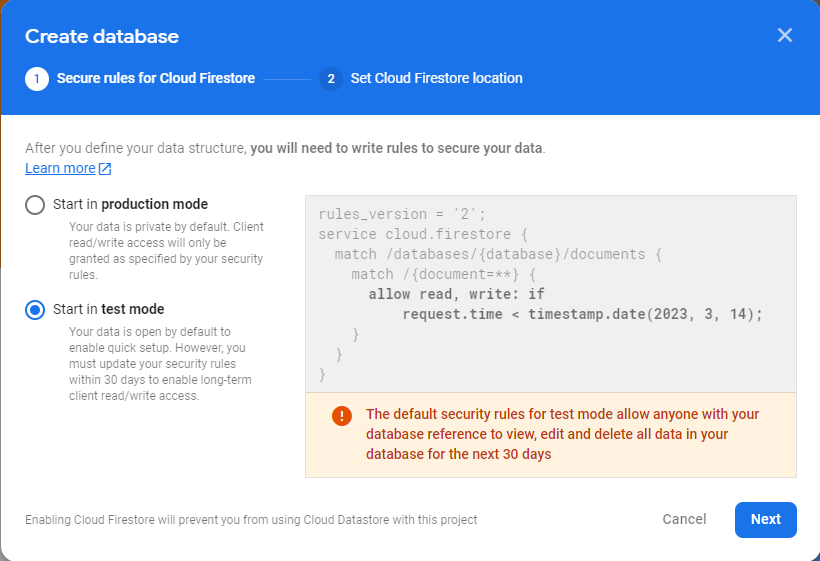 Create database
1 Secure rules for Cloud Firestore 2 Set Cloud Firestore location
After you define your data structure, you will need to write rules to secure your data.
Learn more
Start in production mode
Your data is private by default. Client
read/write access will only be
granted as specified by your security
rules.
Start in test mode
Your data is open by default to
enable quick setup. However, you
must update your security rules
within 30 days to enable long-term
client read/write access.
rules_version = '2';
service cloud.firestore {
  match /databases/{database}/documents {
    match /{document=**} {
      allow read, write: if
          request.time < timestamp.date(2023, 3, 14);
    }
  }
}
! The default security rules for test mode allow anyone with your
database reference to view, edit and delete all data in your
database for the next 30 days
Enabling Cloud Firestore will prevent you from using Cloud Datastore with this project
Cancel Next